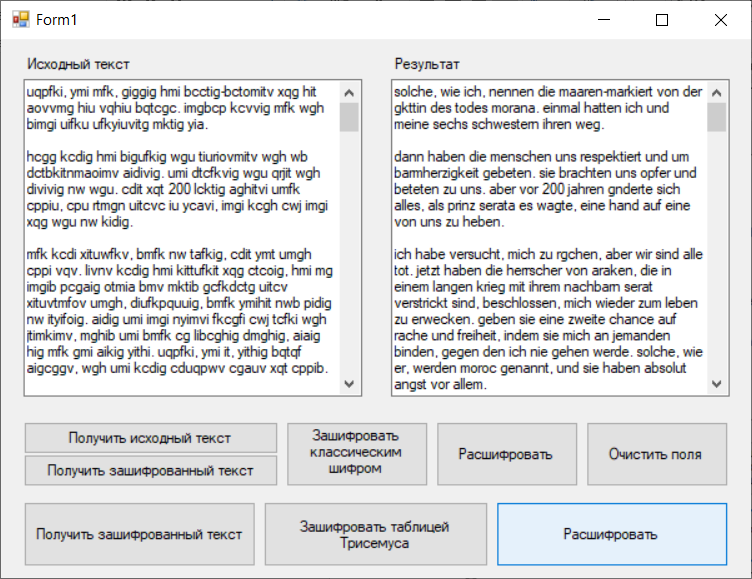 Form1
Исходный текст
uqpfki, ymi mfk, giggig hmi bcctig-bctomitv xqg hit
aovvmg hiu vqhiu bqtcgc. imgbcp kcvvig mfk wgh
bimgi uifku ufkyiuvitg mktig yia.
hcgg kcdig hmi bigufkig wgu tiuriovmitv wgh wb
dctbkitnmaoimv aidivig. umi dtcfkvig wgu qrjit wgh
divivig nw wgu. cdit xqt 200 lcktig aghitvi umfk
cppiu, cpu rtmgn uitcvc iu ycavi, imgi kcgh cwj imgi
xqg wgu nw kidig.
mfk kcdi xituwfkv, bmfk nw tafkig, cdit ymt umgh
cppi vqv. livnv kcdig hmi kittufkit xqg ctcoig, hmi mg
imgib pcgaig otmia bmv mktib gcfkdctg uitcv
xituvtmfov umgh, diufkpquuig, bmfk ymihit nwb pidig
nw ityifoig. aidig umi imgi nyimvi fkcgfi cwj tcfki wgh
jtimkimv, mghib umi bmfk cg libcghig dmghig, aiaig
hig mfk gmi aikig yithi. uqpfki, ymi it, yithig bqtqf
aigcggv, wgh umi kcdig cduqpwv cgauv xqt cppib.
Результат
solche, wie ich, nennen die maaren-markiert von der
gkttin des todes morana. einmal hatten ich und
meine sechs schwestern ihren weg.
dann haben die menschen uns respektiert und um
barmherzigkeit gebeten. sie brachten uns opfer und
beteten zu uns. aber vor 200 jahren gnderte sich
alles, als prinz serata es wagte, eine hand auf eine
von uns zu heben.
ich habe versucht, mich zu rgchen, aber wir sind alle
tot. jetzt haben die herrscher von araken, die in
einem langen krieg mit ihrem nachbarn serat
verstrickt sind, beschlossen, mich wieder zum leben
zu erwecken. geben sie eine zweite chance auf
rache und freiheit, indem sie mich an jemanden
binden, gegen den ich nie gehen werde. solche, wie
er, werden moroc genannt, und sie haben absolut
angst vor allem.
Получить исходный текст
Получить зашифрованный текст
Зашифровать
классическим
шифром
Расшифровать
Очистить поля
Получить зашифрованный текст
Зашифровать таблицей
Трисемуса
Расшифровать